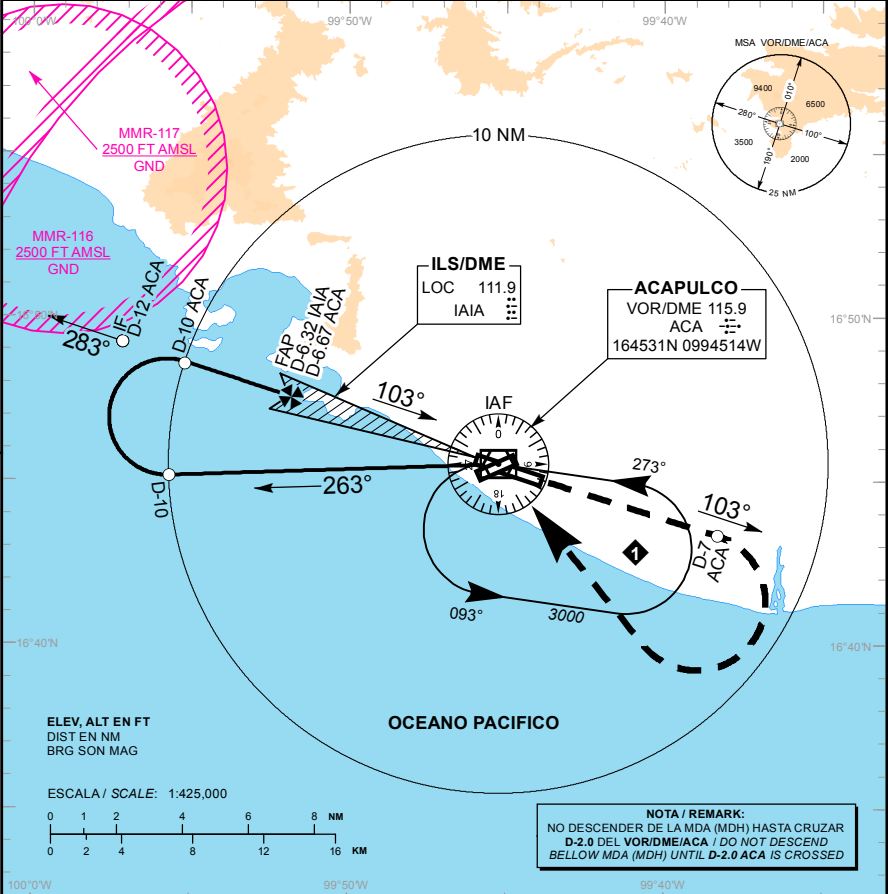 100°0'W
99°50'W
99°40'W
MSA VOR/DME/ACA
9400
010°
6500
280°
100°
3500
190°
2000
25 NM
MMR-117
2500 FT AMSL
GND
10 NM
MMR-116
2500 FT AMSL
GND
IF
D-12 ACA
D-10 ACA
283°
FAP
D-6.32 IAIA
D-6.67 ACA
ILS/DME
LOC 111.9
IAIA
ACAPULCO
VOR/DME 115.9
ACA
164531N 0994514W
16°50'N
103°
IAF
0
18
273°
263°
D-10
103°
D-7
ACA
1
093°
3000
16°40'N
16°40'N
OCEANO PACIFICO
ELEV, ALT EN FT
DIST EN NM
BRG SON MAG
ESCALA / SCALE: 1:425,000
0 1 2 4 6 8 NM
0 2 4 8 12 16 KM
NOTA / REMARK:
NO DESCENDER DE LA MDA (MDH) HASTA CRUZAR
D-2.0 DEL VOR/DME/ACA / DO NOT DESCEND
BELLOW MDA (MDH) UNTIL D-2.0 ACA IS CROSSED
100°0'W
99°50'W
99°40'W